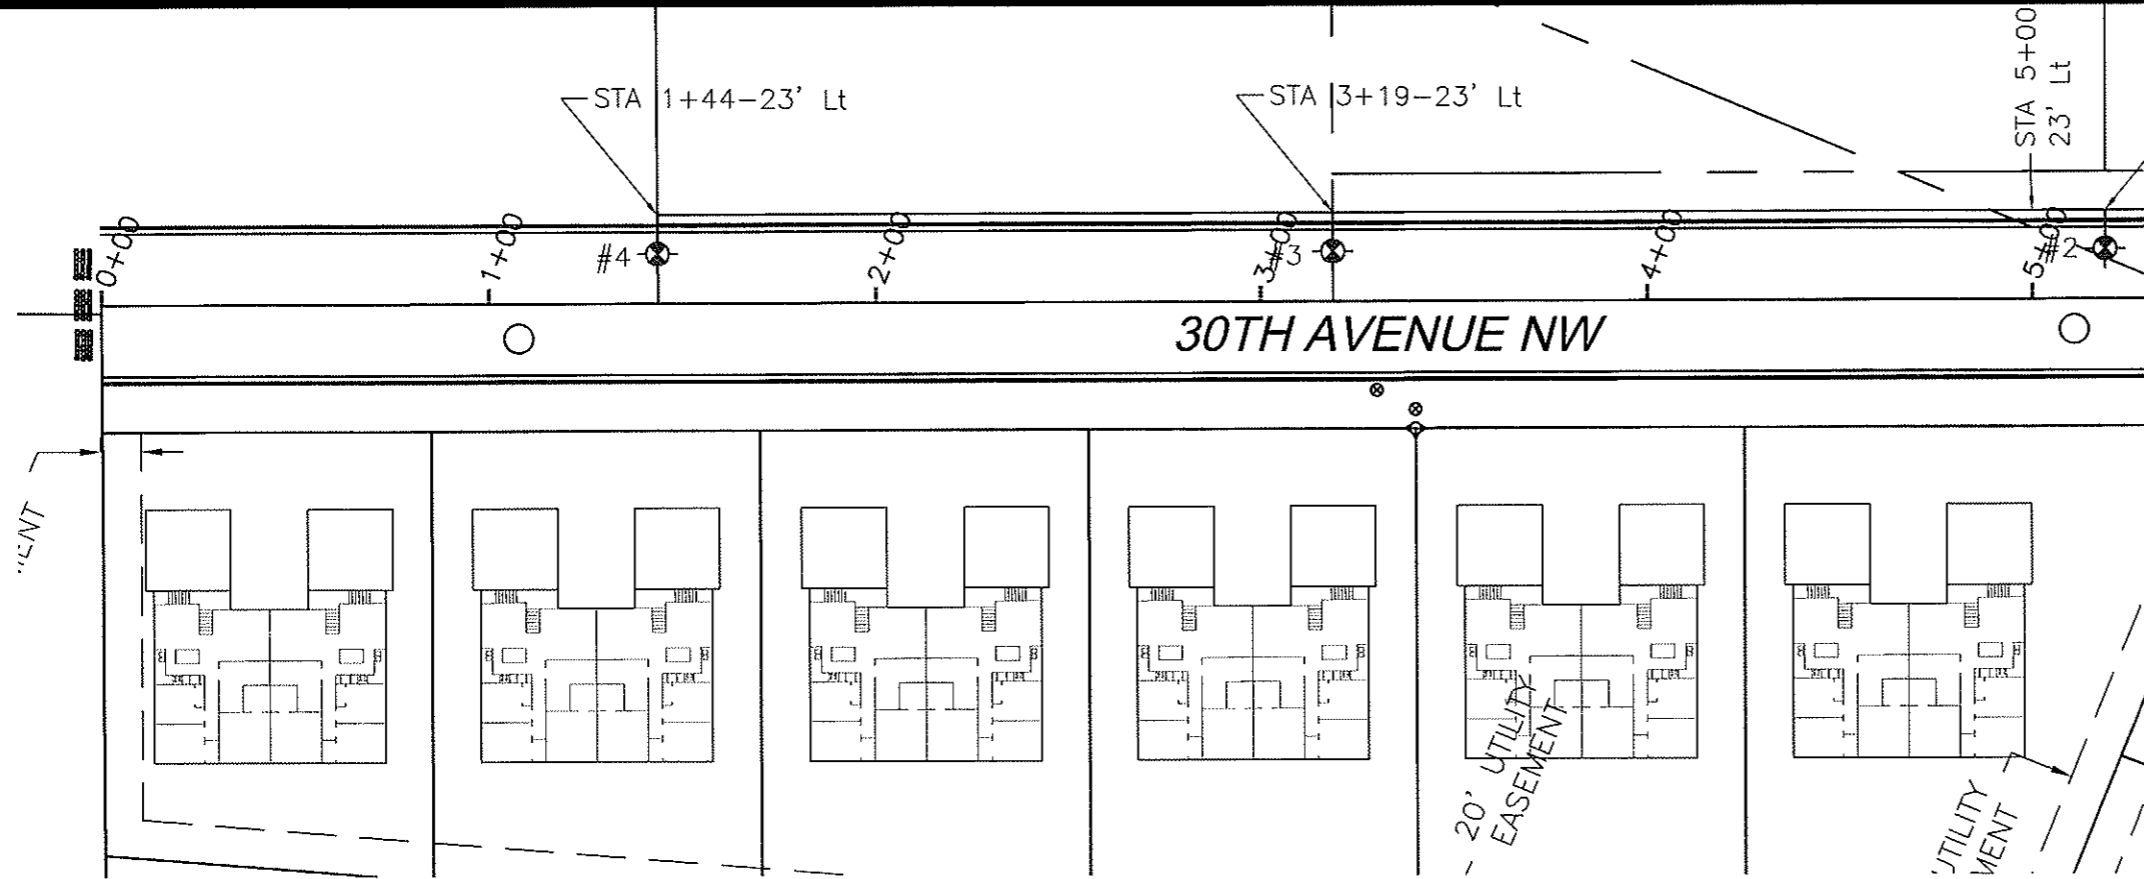 STA 1+44-23' Lt
STA 3+19-23' Lt
STA 5+00
23' Lt
0+00
1+00
#4
2+00
3+00
#3
4+00
5+00
#2
30TH AVENUE NW
20' UTILITY
EASEMENT
UTILITY